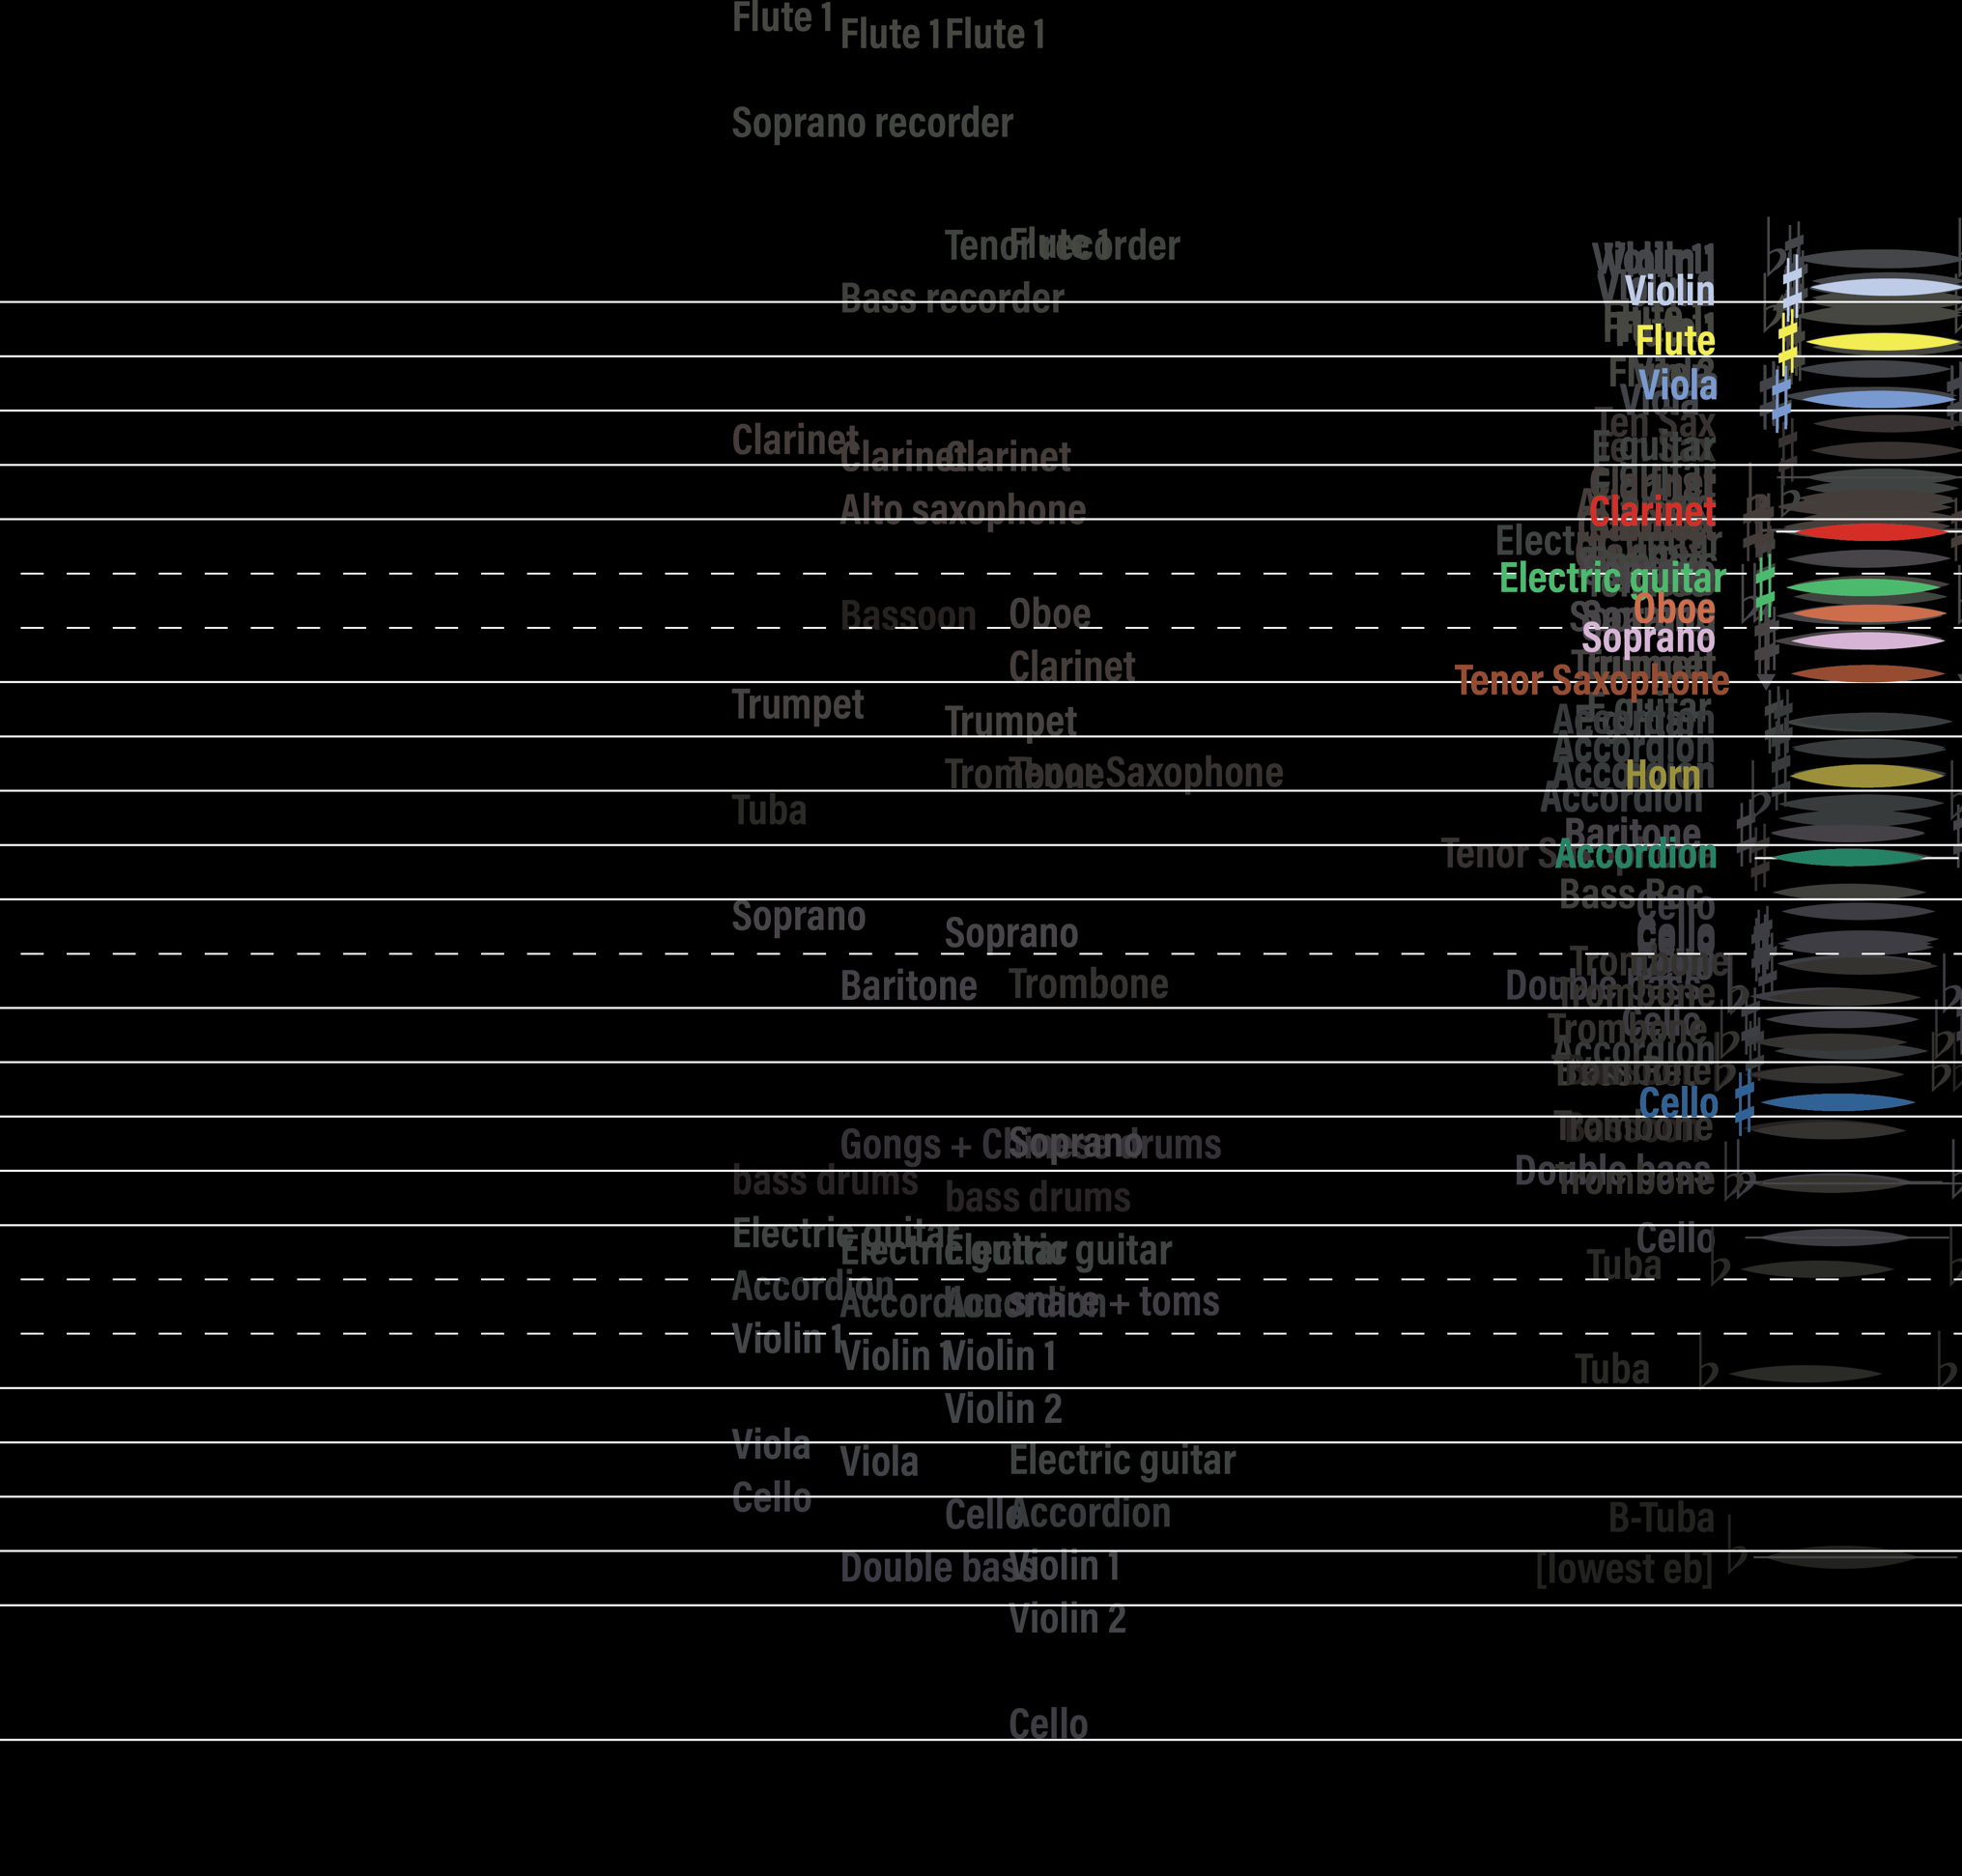 Flute 1
Flute 1
Flute 1
Soprano recorder
Tenor recorder
Flute 1
Bass recorder
Clarinet
Clarinet
Clarinet
Alto saxophone
Bassoon
Oboe
Clarinet
Trumpet
Trumpet
Trombone
Tenor Saxophone
Tuba
Soprano
Soprano
Baritone
Trombone
Gongs + Chinese drums
Soprano
bass drums
bass drums
Electric guitar
Electric guitar
Electric guitar
Accordion
Accordion
Accordion
snare + toms
Violin 1
Violin 1
Violin 1
Violin 2
Viola
Viola
Electric guitar
Cello
Cello
Accordion
Double bass
Violin 1
Violin 2
Cello
Violin 1
Violin
Flute
Viola
Viola
Ten Sax
E guitar
Clarinet
Clarinet
Electric guitar
Electric guitar
Oboe
Soprano
Trumpet
Tenor Saxophone
E guitar
Accordion
Accordion
Accordion
Horn
Accordion
Baritone
Tenor Sax
Accordion
Bass Rec
Cello
Cello
Trombone
Double bass
Trombone
Cello
Trombone
Accordion
Trombone
Cello
Trombone
Double bass
Trombone
Cello
Tuba
Tuba
B-Tuba
[lowest eb]